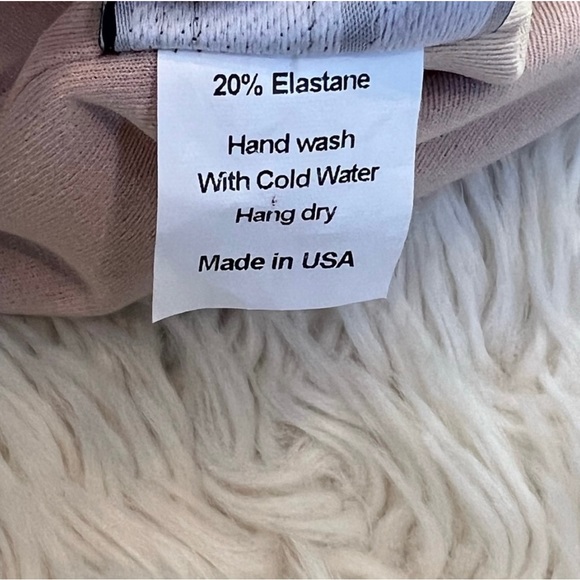 20% Elastane
Hand wash
With Cold Water
Hang dry
Made in USA